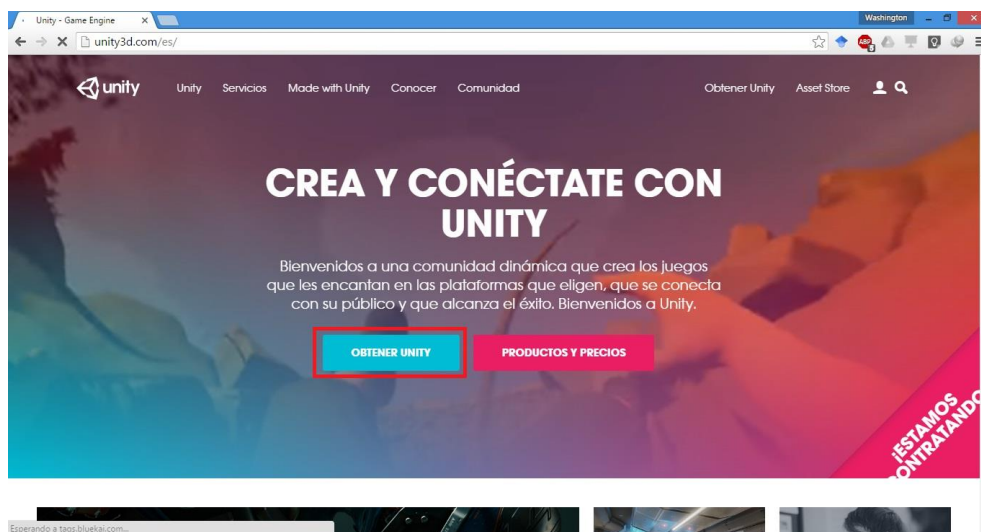 Unity - Game Engine
Washington
unity3d.com/es/
ABP
unity
Unity Servicios Made with Unity Conocer Comunidad Obtener Unity Asset Store
CREA Y CONÉCTATE CON
UNITY
Bienvenidos a una comunidad dinámica que crea los juegos
que les encantan en las plataformas que eligen, que se conecta
con su público y que alcanza el éxito. Bienvenidos a Unity.
OBTENER UNITY PRODUCTOS Y PRECIOS
¡ESTAMOS
CONTRATANDO
Esperando a tags.bluekai.com...